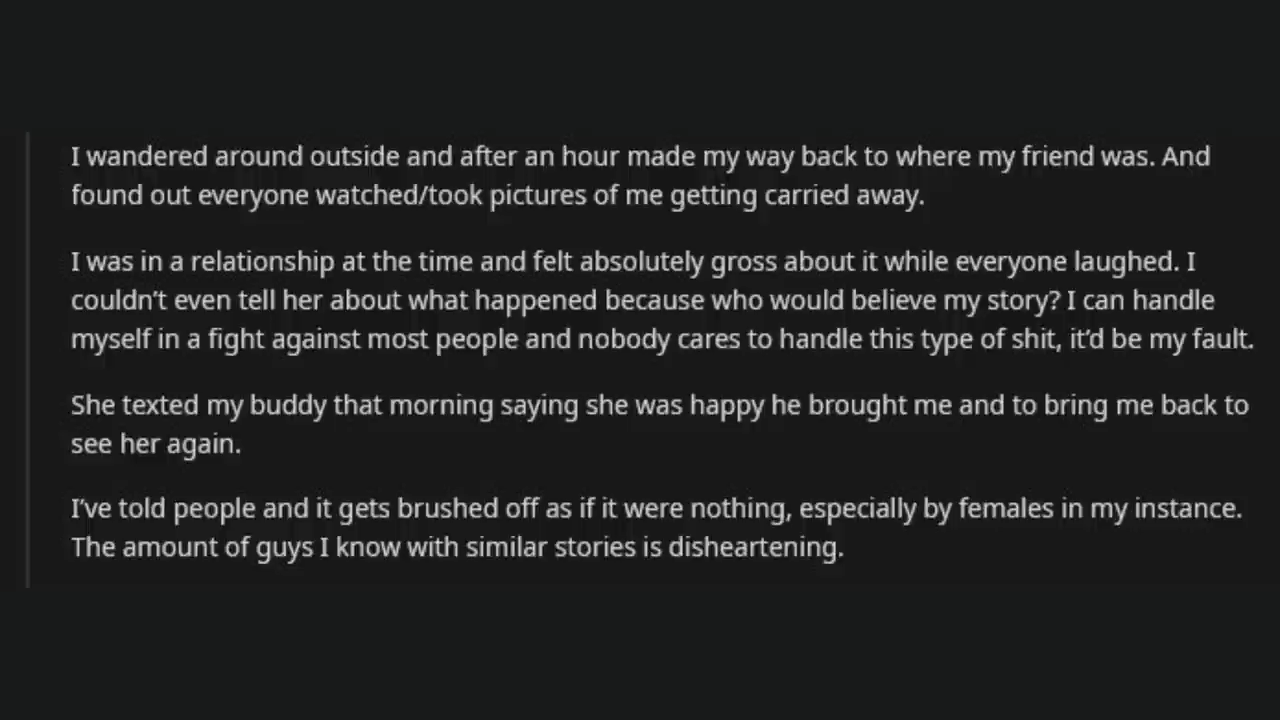 I wandered around outside and after an hour made my way back to where my friend was. And
found out everyone watched/took pictures of me getting carried away.
I was in a relationship at the time and felt absolutely gross about it while everyone laughed. I
couldn't even tell her about what happened because who would believe my story? I can handle
myself in a fight against most people and nobody cares to handle this type of shit, it'd be my fault.
She texted my buddy that morning saying she was happy he brought me and to bring me back to
see her again.
I've told people and it gets brushed off as if it were nothing, especially by females in my instance.
The amount of guys I know with similar stories is disheartening.